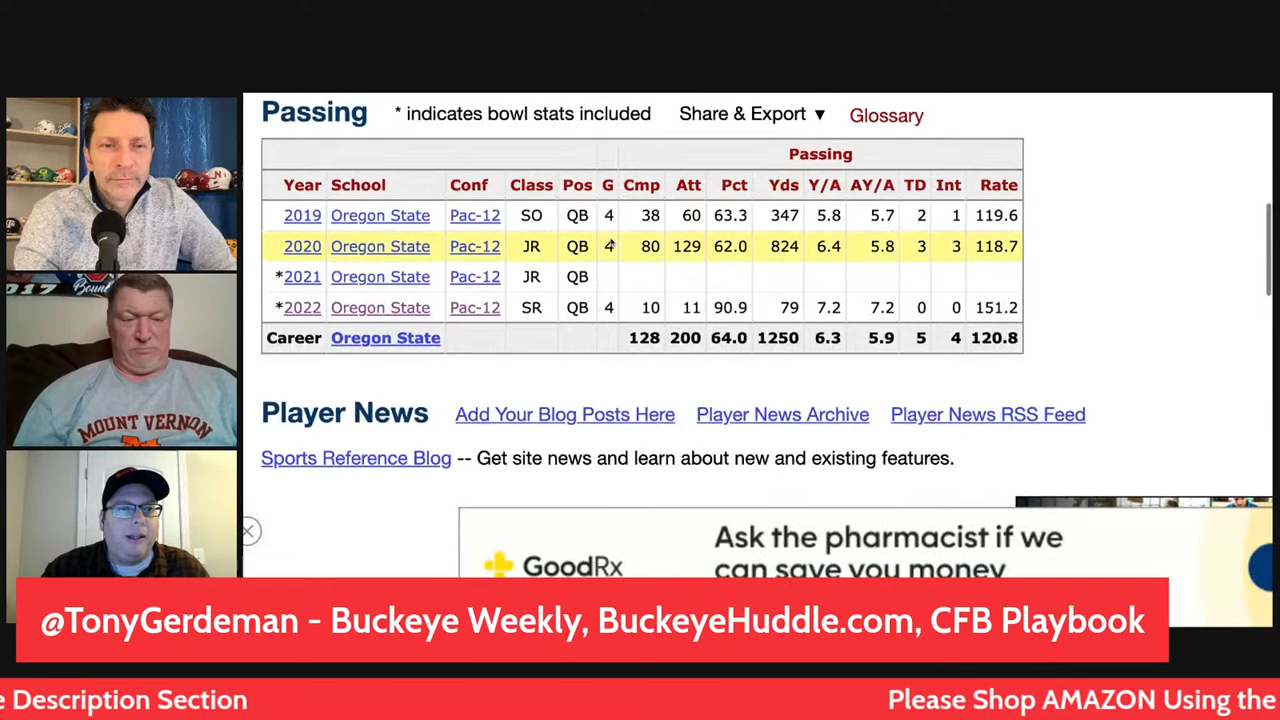 Passing * indicates bowl stats included Share & Export ▼ Glossary
Passing
Year School Conf Class Pos G Cmp Att Pct Yds Y/A AY/A TD Int Rate
2019 Oregon State Pac-12 SO QB 4 38 60 63.3 347 5.8 5.7 2 1 119.6
2020 Oregon State Pac-12 JR QB 4 80 129 62.0 824 6.4 5.8 3 3 118.7
*2021 Oregon State Pac-12 JR QB
*2022 Oregon State Pac-12 SR QB 4 10 11 90.9 79 7.2 7.2 0 0 151.2
Career Oregon State 128 200 64.0 1250 6.3 5.9 5 4 120.8
Player News Add Your Blog Posts Here Player News Archive Player News RSS Feed
Sports Reference Blog -- Get site news and learn about new and existing features.
2017
MOUNT VERNON
GoodRx
Ask the pharmacist if we
can save you money
@TonyGerdeman - Buckeye Weekly, BuckeyeHuddle.com, CFB Playbook
e Description Section Please Shop AMAZON Using the